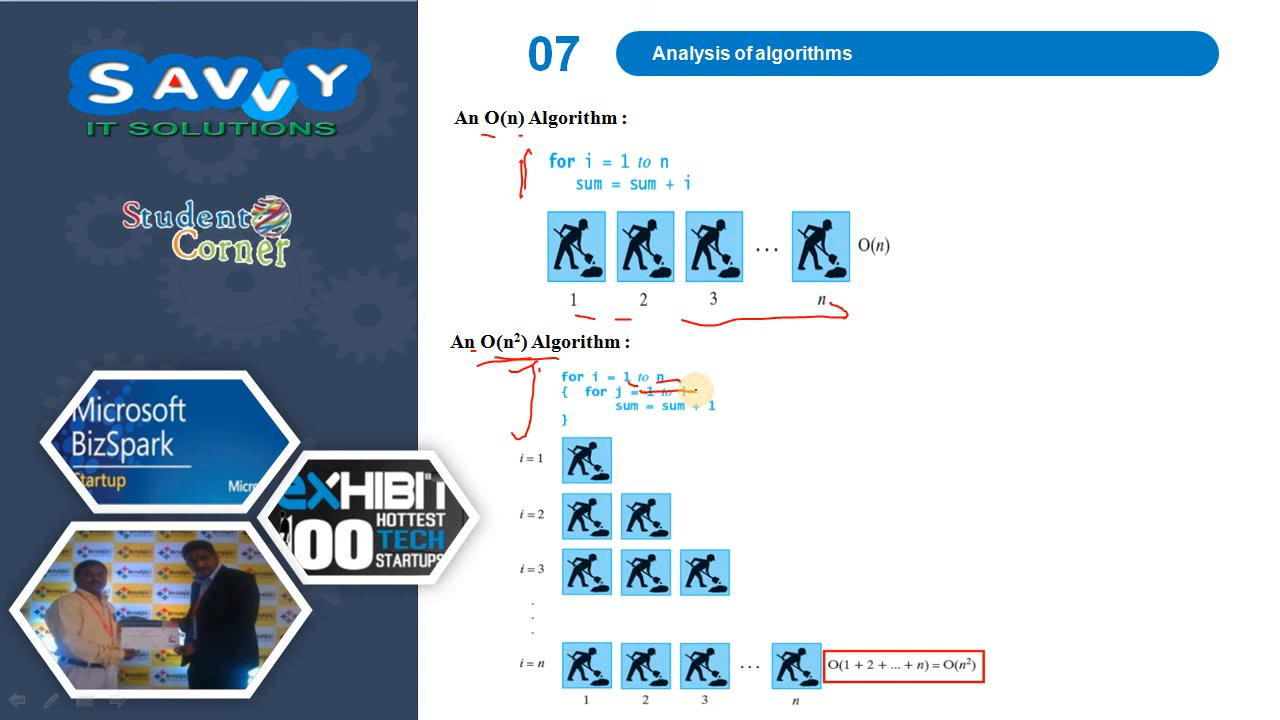 SAVVY
IT SOLUTIONS
Student
Corner
Microsoft
BizSpark
Startup
Micro
EXHIBIT
100
HOTTEST
TECH
STARTUPS
07
Analysis of algorithms
An O(n) Algorithm :
for i = 1 to n
sum = sum + i
1 2 3 ... n O(n)
An O(n²) Algorithm :
for i = 1 to n
{ for j = 1 to i
sum = sum + 1
}
i = 1
i = 2
i = 3
.
.
.
i = n ... O(1 + 2 + ... + n) = O(n²)
1 2 3 n